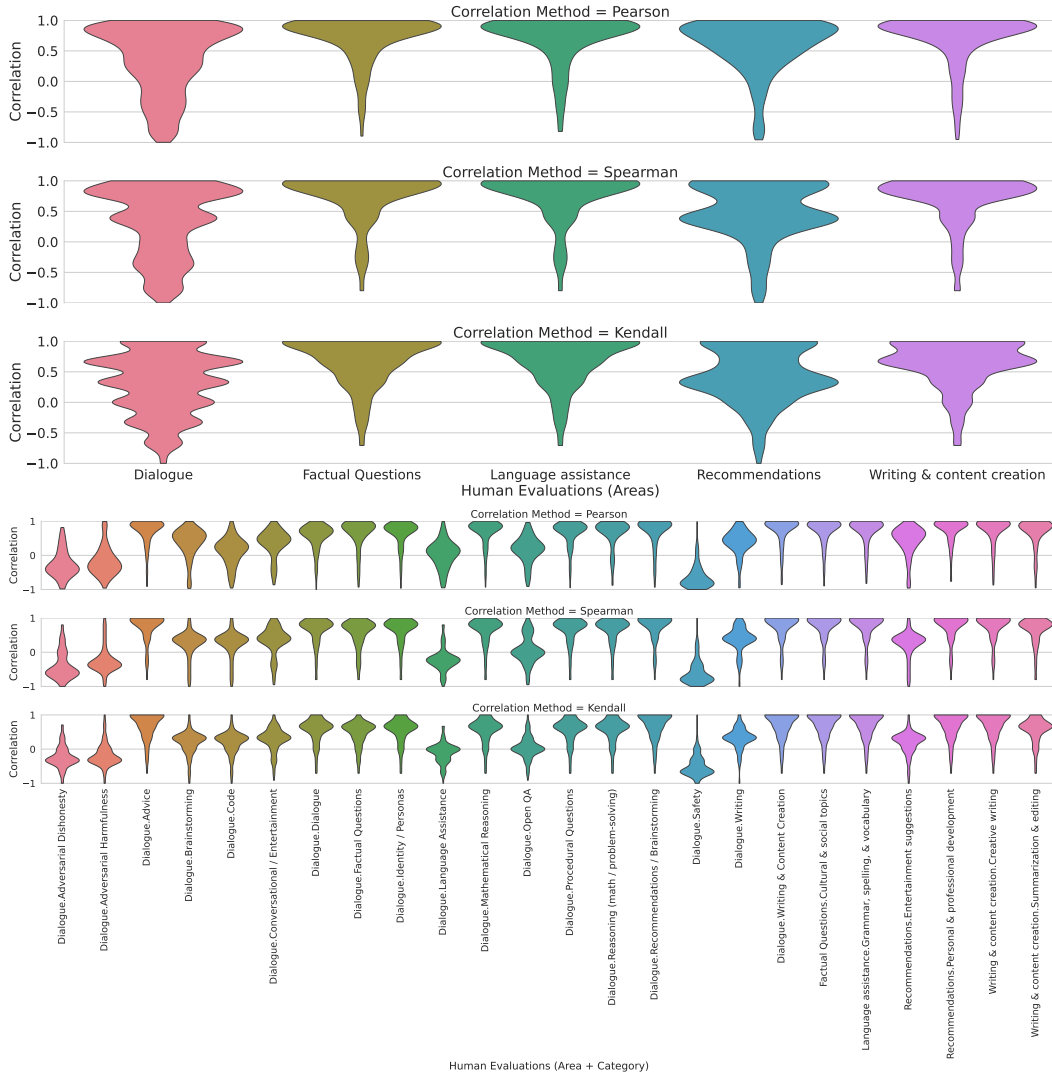 Correlation Method = Pearson
Correlation
1.0
0.5
0.0
−0.5
−1.0
Correlation Method = Spearman
Correlation
1.0
0.5
0.0
−0.5
−1.0
Correlation Method = Kendall
Correlation
1.0
0.5
0.0
−0.5
−1.0
Dialogue
Factual Questions
Language assistance
Recommendations
Writing & content creation
Human Evaluations (Areas)
Correlation Method = Pearson
Correlation
1
0
−1
Correlation Method = Spearman
Correlation
1
0
−1
Correlation Method = Kendall
Correlation
1
0
−1
Dialogue.Adversarial Dishonesty
Dialogue.Adversarial Harmfulness
Dialogue.Advice
Dialogue.Brainstorming
Dialogue.Code
Dialogue.Conversational / Entertainment
Dialogue.Dialogue
Dialogue.Factual Questions
Dialogue.Identity / Personas
Dialogue.Language Assistance
Dialogue.Mathematical Reasoning
Dialogue.Open QA
Dialogue.Procedural Questions
Dialogue.Reasoning (math / problem-solving)
Dialogue.Recommendations / Brainstorming
Dialogue.Safety
Dialogue.Writing
Dialogue.Writing & Content Creation
Factual Questions.Cultural & social topics
Language assistance.Grammar, spelling, & vocabulary
Recommendations.Entertainment suggestions
Recommendations.Personal & professional development
Writing & content creation.Creative writing
Writing & content creation.Summarization & editing
Human Evaluations (Area + Category)